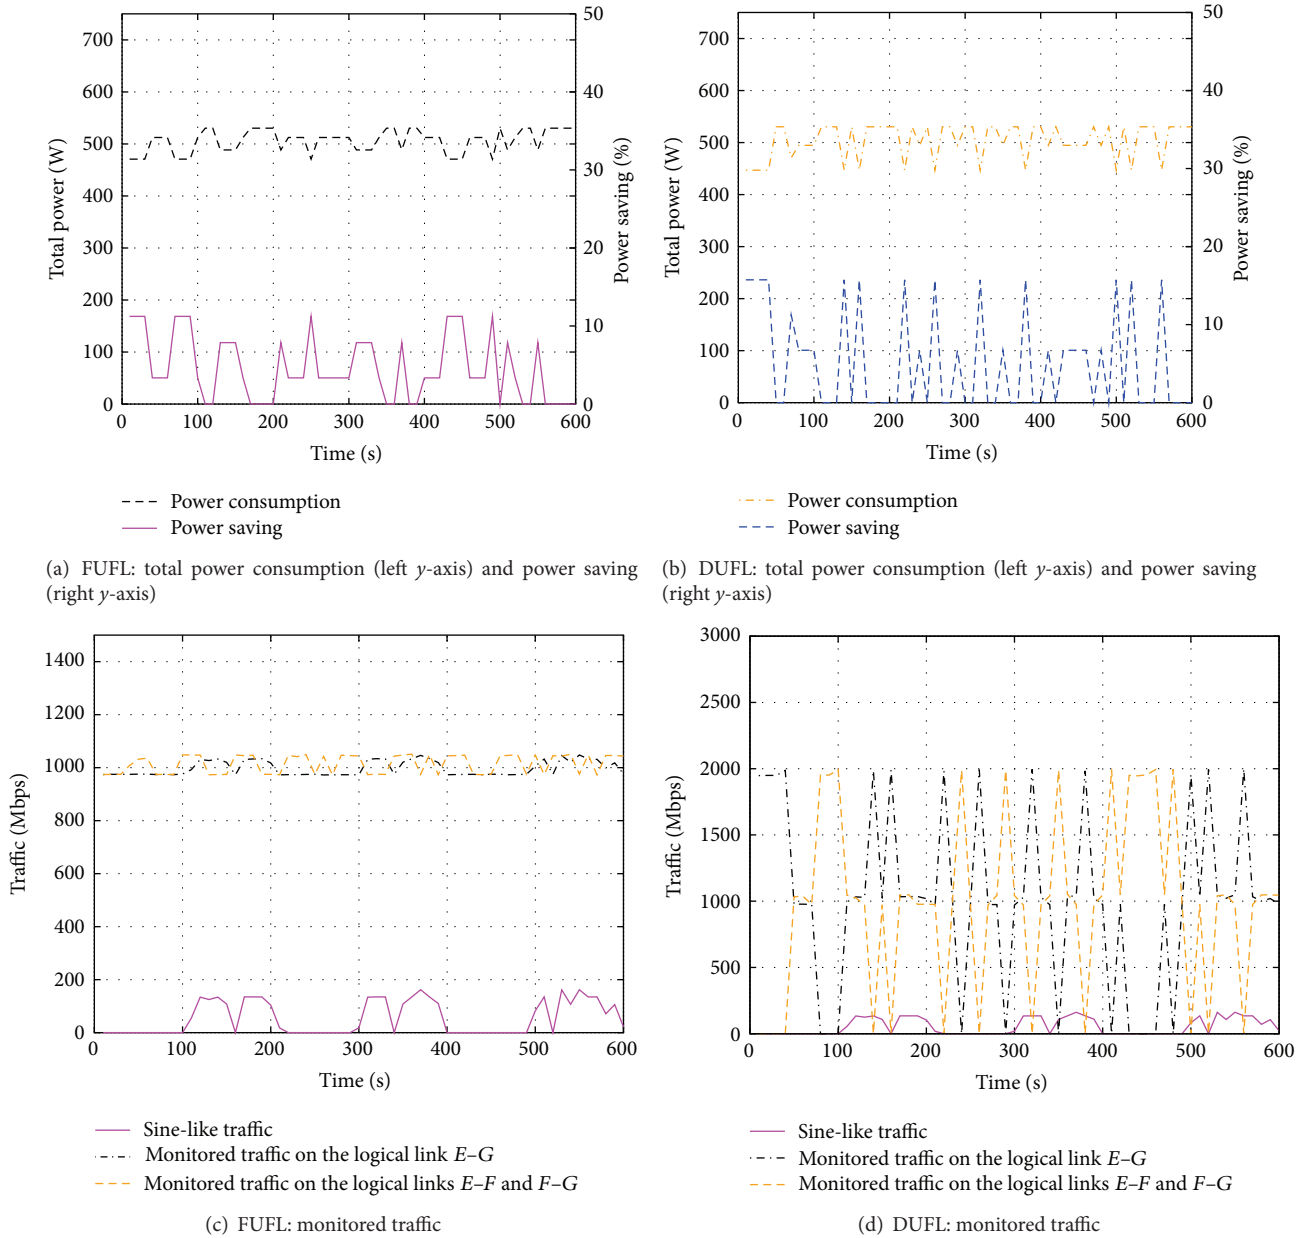 700
600
500
400
300
200
100
0
Total power (W)
50
40
30
20
10
0
Power saving (%)
0 100 200 300 400 500 600
Time (s)
Power consumption
Power saving
(a) FUFL: total power consumption (left y-axis) and power saving
(right y-axis)
700
600
500
400
300
200
100
0
Total power (W)
50
40
30
20
10
0
Power saving (%)
0 100 200 300 400 500 600
Time (s)
Power consumption
Power saving
(b) DUFL: total power consumption (left y-axis) and power saving
(right y-axis)
1400
1200
1000
800
600
400
200
0
Traffic (Mbps)
0 100 200 300 400 500 600
Time (s)
Sine-like traffic
Monitored traffic on the logical link E–G
Monitored traffic on the logical links E–F and F–G
(c) FUFL: monitored traffic
3000
2500
2000
1500
1000
500
0
Traffic (Mbps)
0 100 200 300 400 500 600
Time (s)
Sine-like traffic
Monitored traffic on the logical link E–G
Monitored traffic on the logical links E–F and F–G
(d) DUFL: monitored traffic